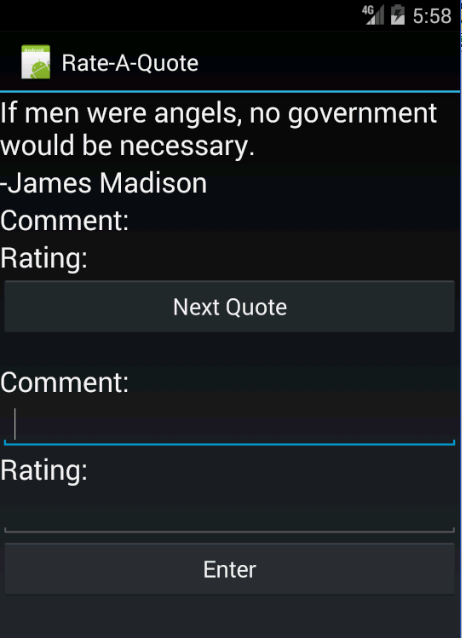 4G 5:58
Rate-A-Quote
If men were angels, no government
would be necessary.
-James Madison
Comment:
Rating:
Next Quote
Comment:
Rating:
Enter